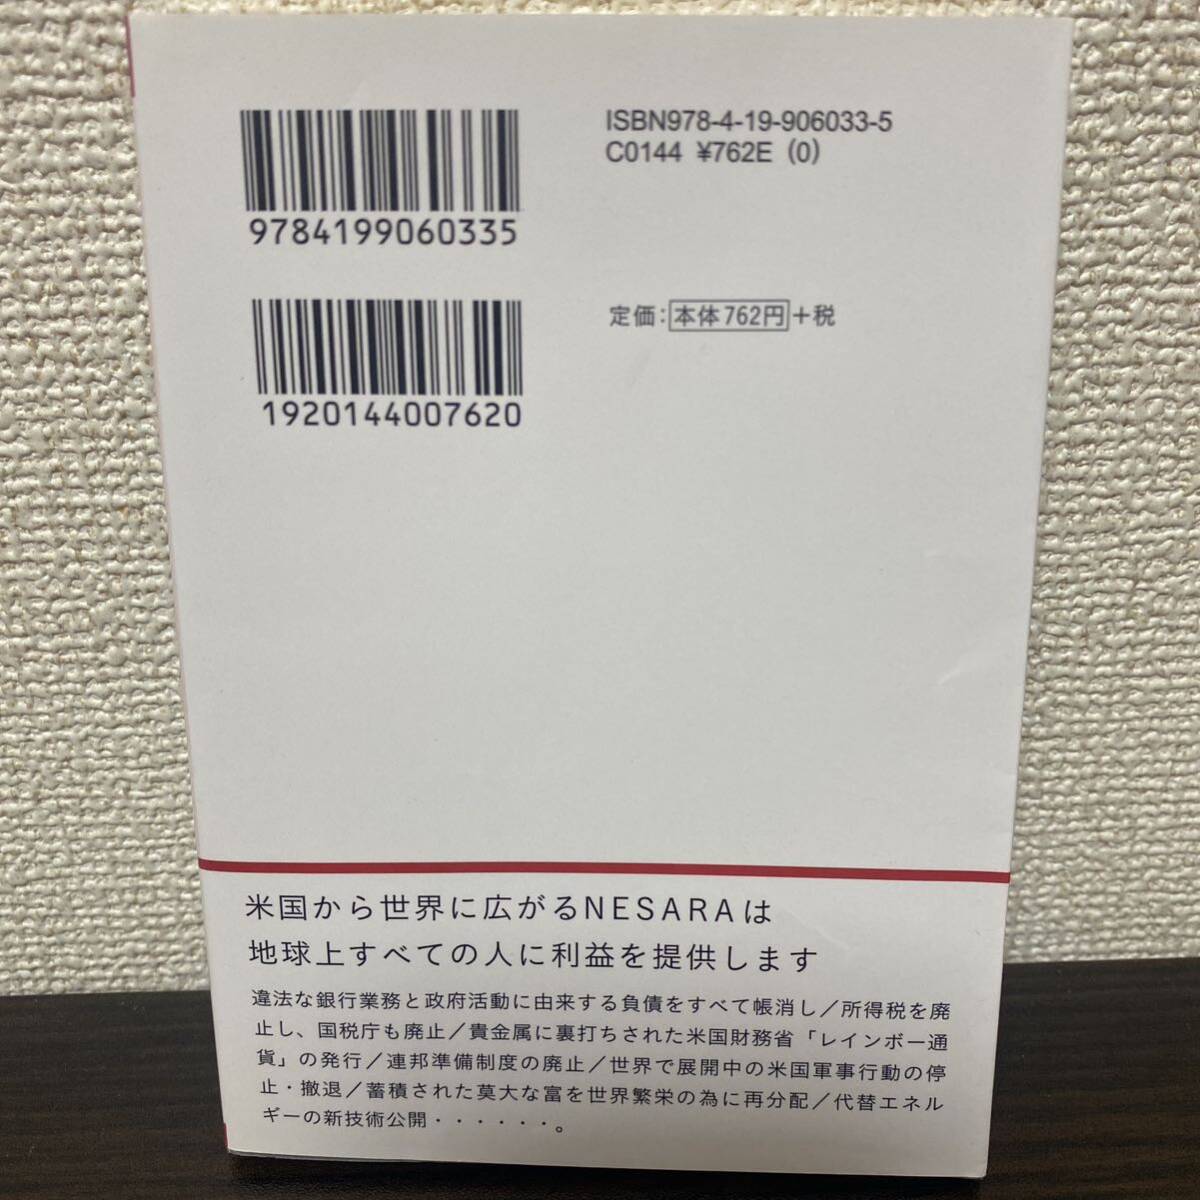 9784199060335
ISBN978-4-19-906033-5
C0144 ¥762E (0)
1920144007620
定価：本体762円+税
米国から世界に広がるNESARAは
地球上すべての人に利益を提供します
違法な銀行業務と政府活動に由来する負債をすべて帳消し／所得税を廃
止し、国税庁も廃止／貴金属に裏打ちされた米国財務省「レインボー通
貨」の発行／連邦準備制度の廃止／世界で展開中の米国軍事行動の停
止・撤退／蓄積された莫大な富を世界繁栄の為に再分配／代替エネル
ギーの新技術公開・・・・・・。